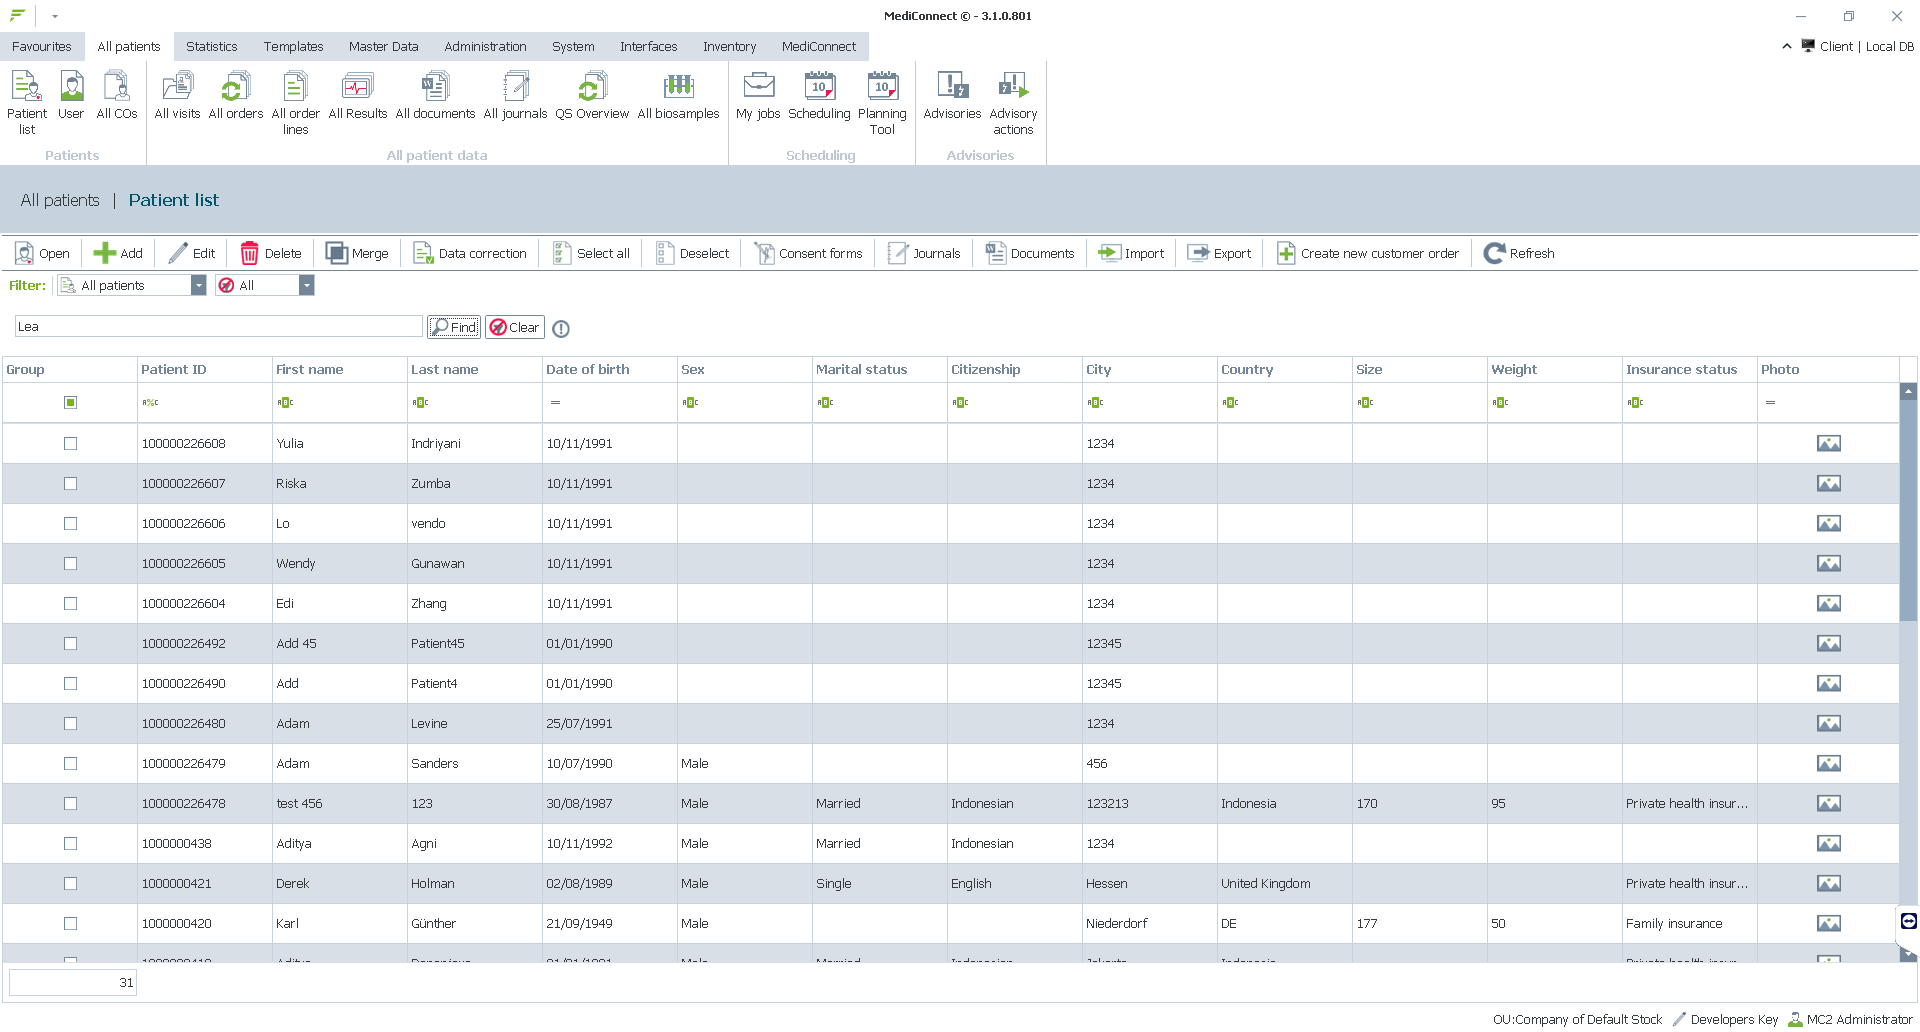 MediConnect © - 3.1.0.801
Favourites All patients Statistics Templates Master Data Administration System Interfaces Inventory MediConnect Client | Local DB
Patient list User All COs All visits All orders All order lines All Results All documents All journals QS Overview All biosamples My jobs Scheduling Planning Tool Advisories Advisory actions
Patients All patient data Scheduling Advisories
All patients | Patient list
Open Add Edit Delete Merge Data correction Select all Deselect Consent forms Journals Documents Import Export Create new customer order Refresh
Filter: All patients All
Lea Find Clear
Group Patient ID First name Last name Date of birth Sex Marital status Citizenship City Country Size Weight Insurance status Photo
100000226608 Yulia Indriyani 10/11/1991 1234
100000226607 Riska Zumba 10/11/1991 1234
100000226606 Lo vendo 10/11/1991 1234
100000226605 Wendy Gunawan 10/11/1991 1234
100000226604 Edi Zhang 10/11/1991 1234
100000226492 Add 45 Patient45 01/01/1990 12345
100000226490 Add Patient4 01/01/1990 12345
100000226480 Adam Levine 25/07/1991 1234
100000226479 Adam Sanders 10/07/1990 Male 456
100000226478 test 456 123 30/08/1987 Male Married Indonesian 123213 Indonesia 170 95 Private health insur...
1000000438 Aditya Agni 10/11/1992 Male Married Indonesian 1234
1000000421 Derek Holman 02/08/1989 Male Single English Hessen United Kingdom Private health insur...
1000000420 Karl Günther 21/09/1949 Male Niederdorf DE 177 50 Family insurance
31
OU:Company of Default Stock Developers Key MC2 Administrator